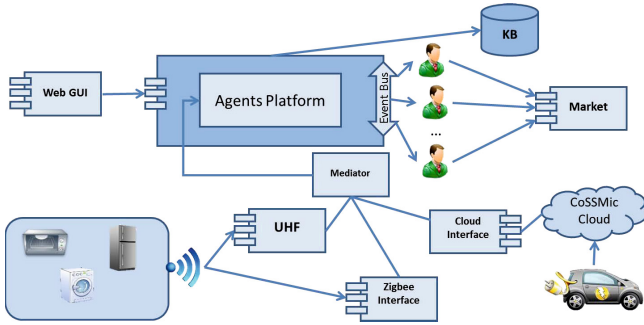 KB
Web GUI
Agents Platform
Event Bus
Market
...
Mediator
UHF
Cloud
Interface
CoSSMic
Cloud
Zigbee
Interface